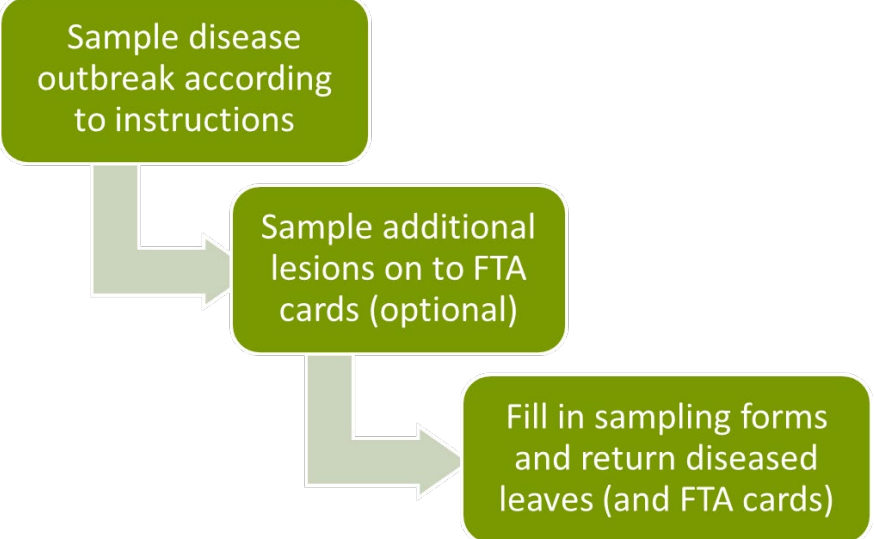 Sample disease
outbreak according
to instructions
Sample additional
lesions on to FTA
cards (optional)
Fill in sampling forms
and return diseased
leaves (and FTA cards)